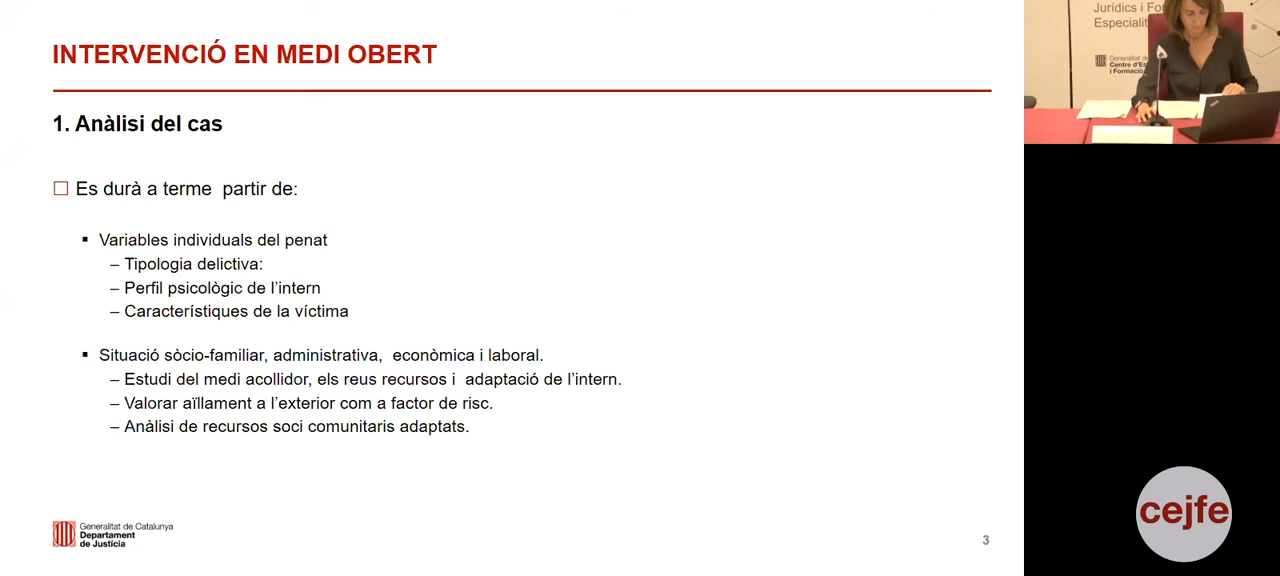 INTERVENCIÓ EN MEDI OBERT
1. Anàlisi del cas
Es durà a terme  partir de:
Variables individuals del penat
– Tipologia delictiva:
– Perfil psicològic de l'intern
– Característiques de la víctima
Situació sòcio-familiar, administrativa,  econòmica i laboral.
– Estudi del medi acollidor, els reus recursos i  adaptació de l'intern.
– Valorar aïllament a l'exterior com a factor de risc.
– Anàlisi de recursos soci comunitaris adaptats.
Generalitat de Catalunya
Departament
de Justícia
3
Jurídics i
Especialit
Generalitat
Centre d'
i Formació
cejfe